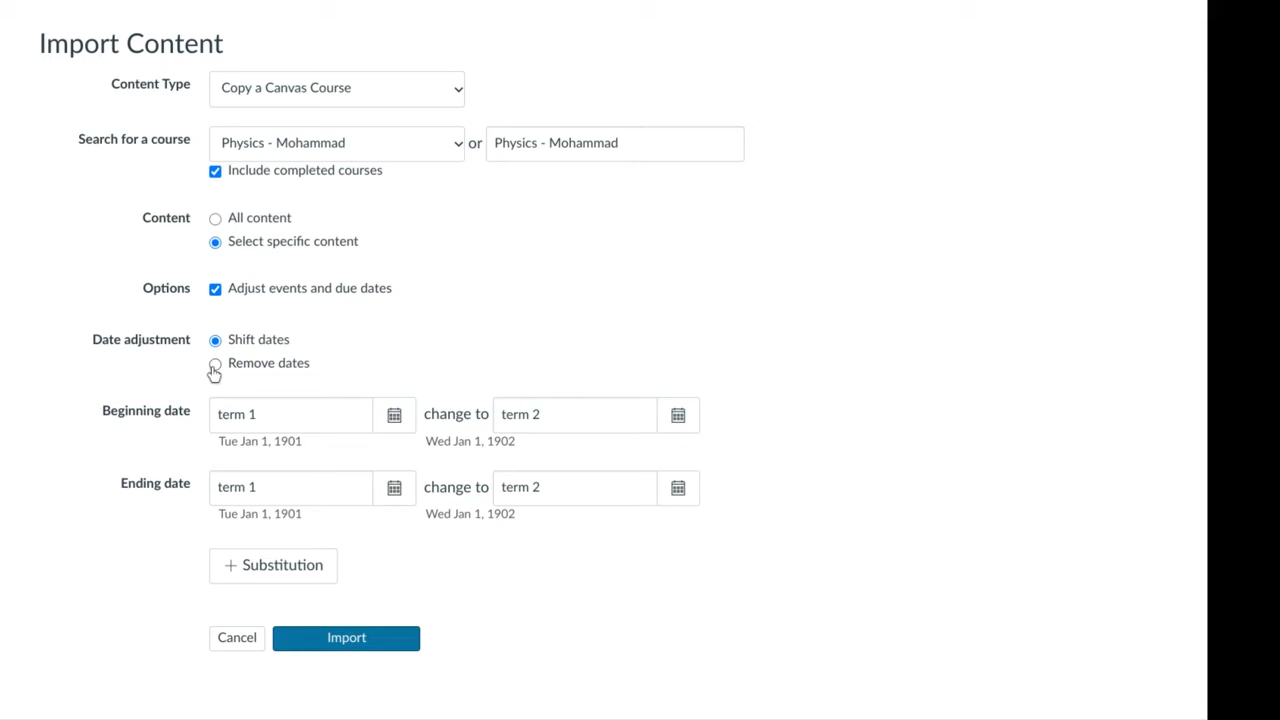 Import Content
Content Type Copy a Canvas Course
Search for a course Physics - Mohammad or Physics - Mohammad
Include completed courses
Content All content
Select specific content
Options Adjust events and due dates
Date adjustment Shift dates
Remove dates
Beginning date term 1 change to term 2
Tue Jan 1, 1901 Wed Jan 1, 1902
Ending date term 1 change to term 2
Tue Jan 1, 1901 Wed Jan 1, 1902
+ Substitution
Cancel Import